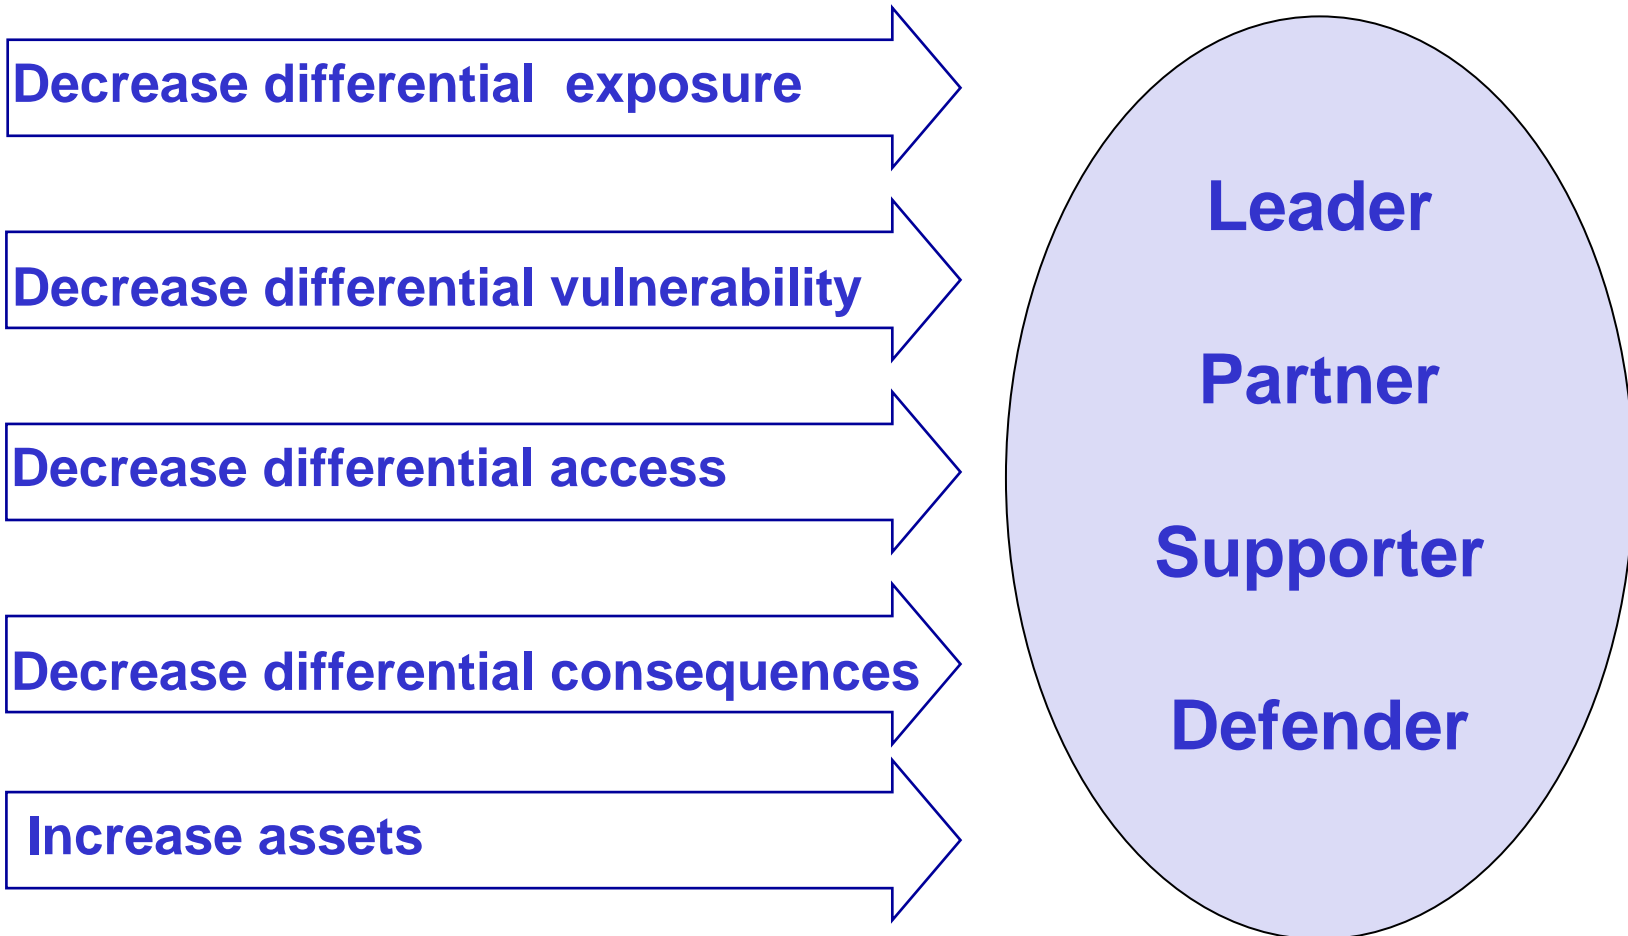 Decrease differential exposure
Decrease differential vulnerability
Decrease differential access
Decrease differential consequences
Increase assets
Leader
Partner
Supporter
Defender